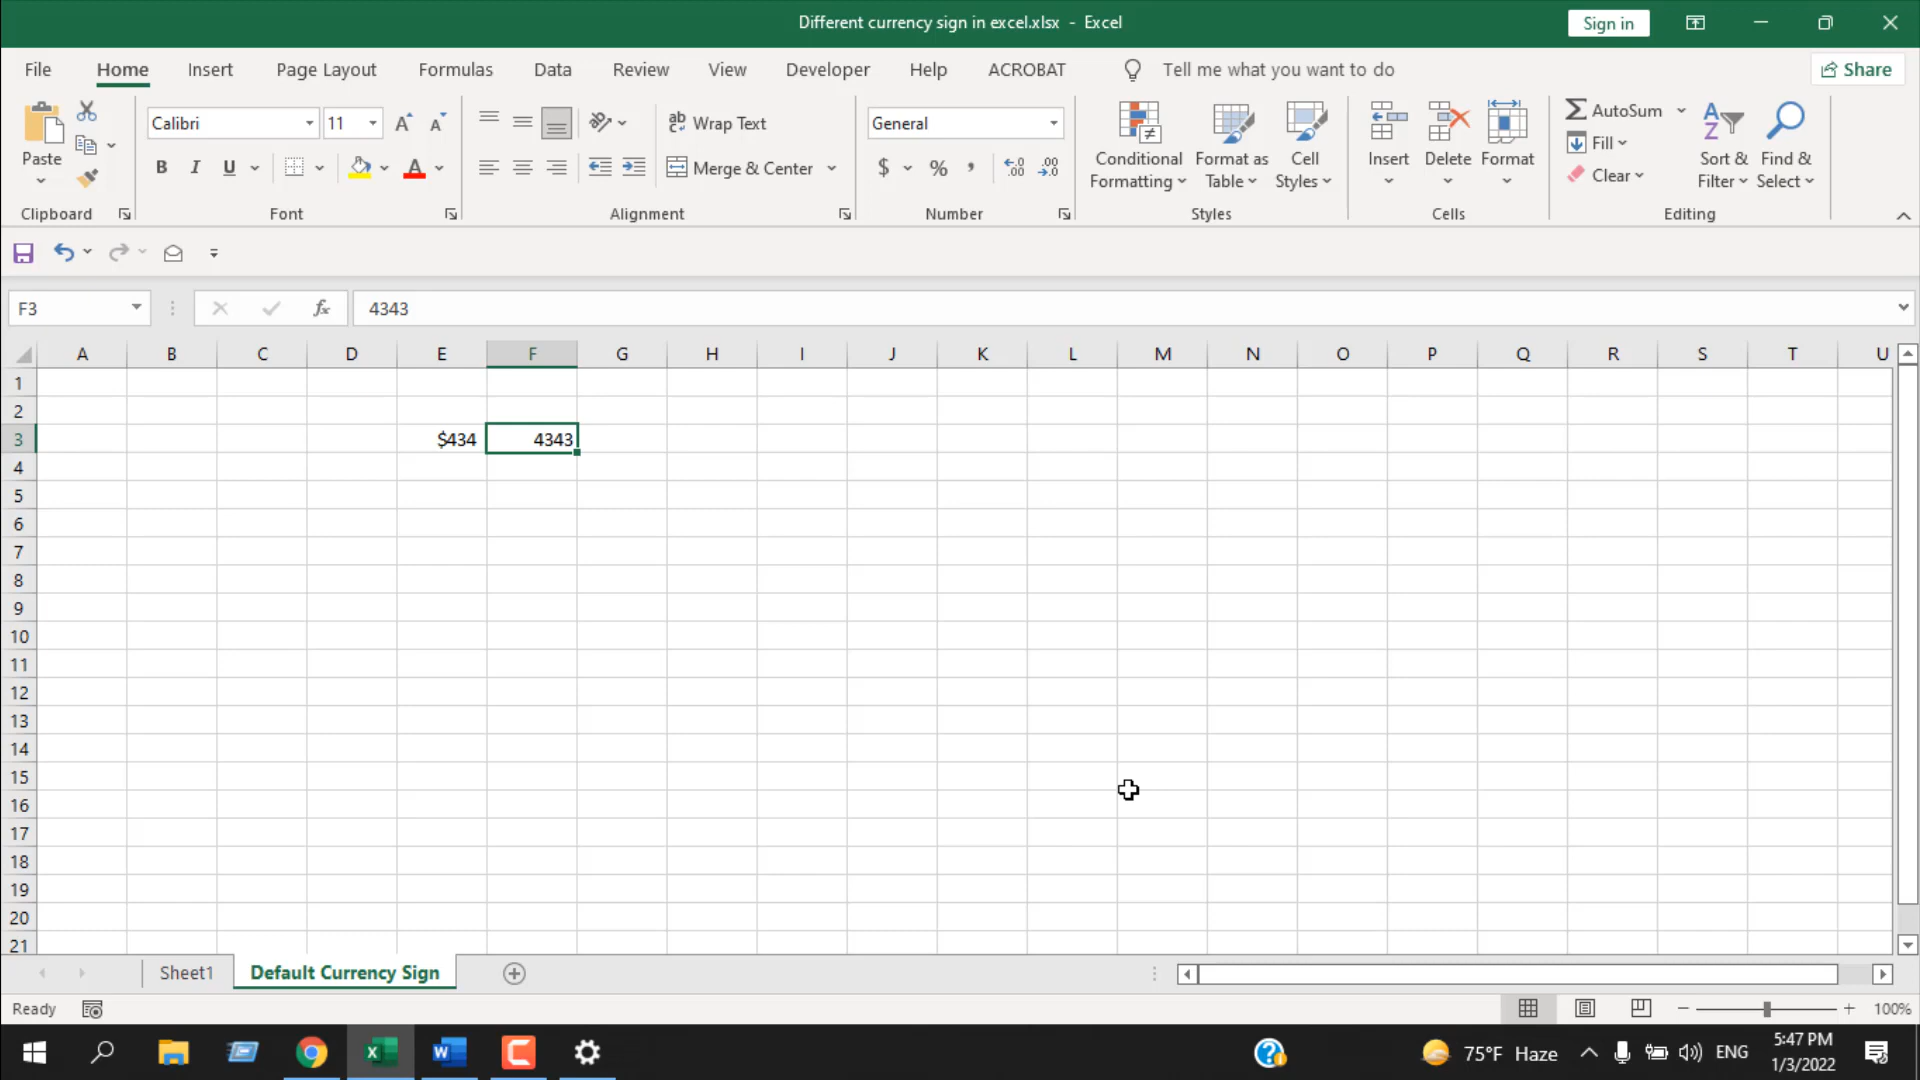 Different currency sign in excel.xlsx - Excel
Sign in
File Home Insert Page Layout Formulas Data Review View Developer Help ACROBAT Tell me what you want to do Share
Paste
Calibri 11
Wrap Text
General
Conditional Formatting
Format as Table
Cell Styles
Insert
Delete
Format
AutoSum
Fill
Clear
Sort & Filter
Find & Select
B I U
Merge & Center
$ % ,
Clipboard Font Alignment Number Styles Cells Editing
F3 fx 4343
A B C D E F G H I J K L M N O P Q R S T U
1
2
3 $434 4343
4
5
6
7
8
9
10
11
12
13
14
15
16
17
18
19
20
21
Sheet1 Default Currency Sign
Ready 100%
75°F Haze ENG 5:47 PM
1/3/2022